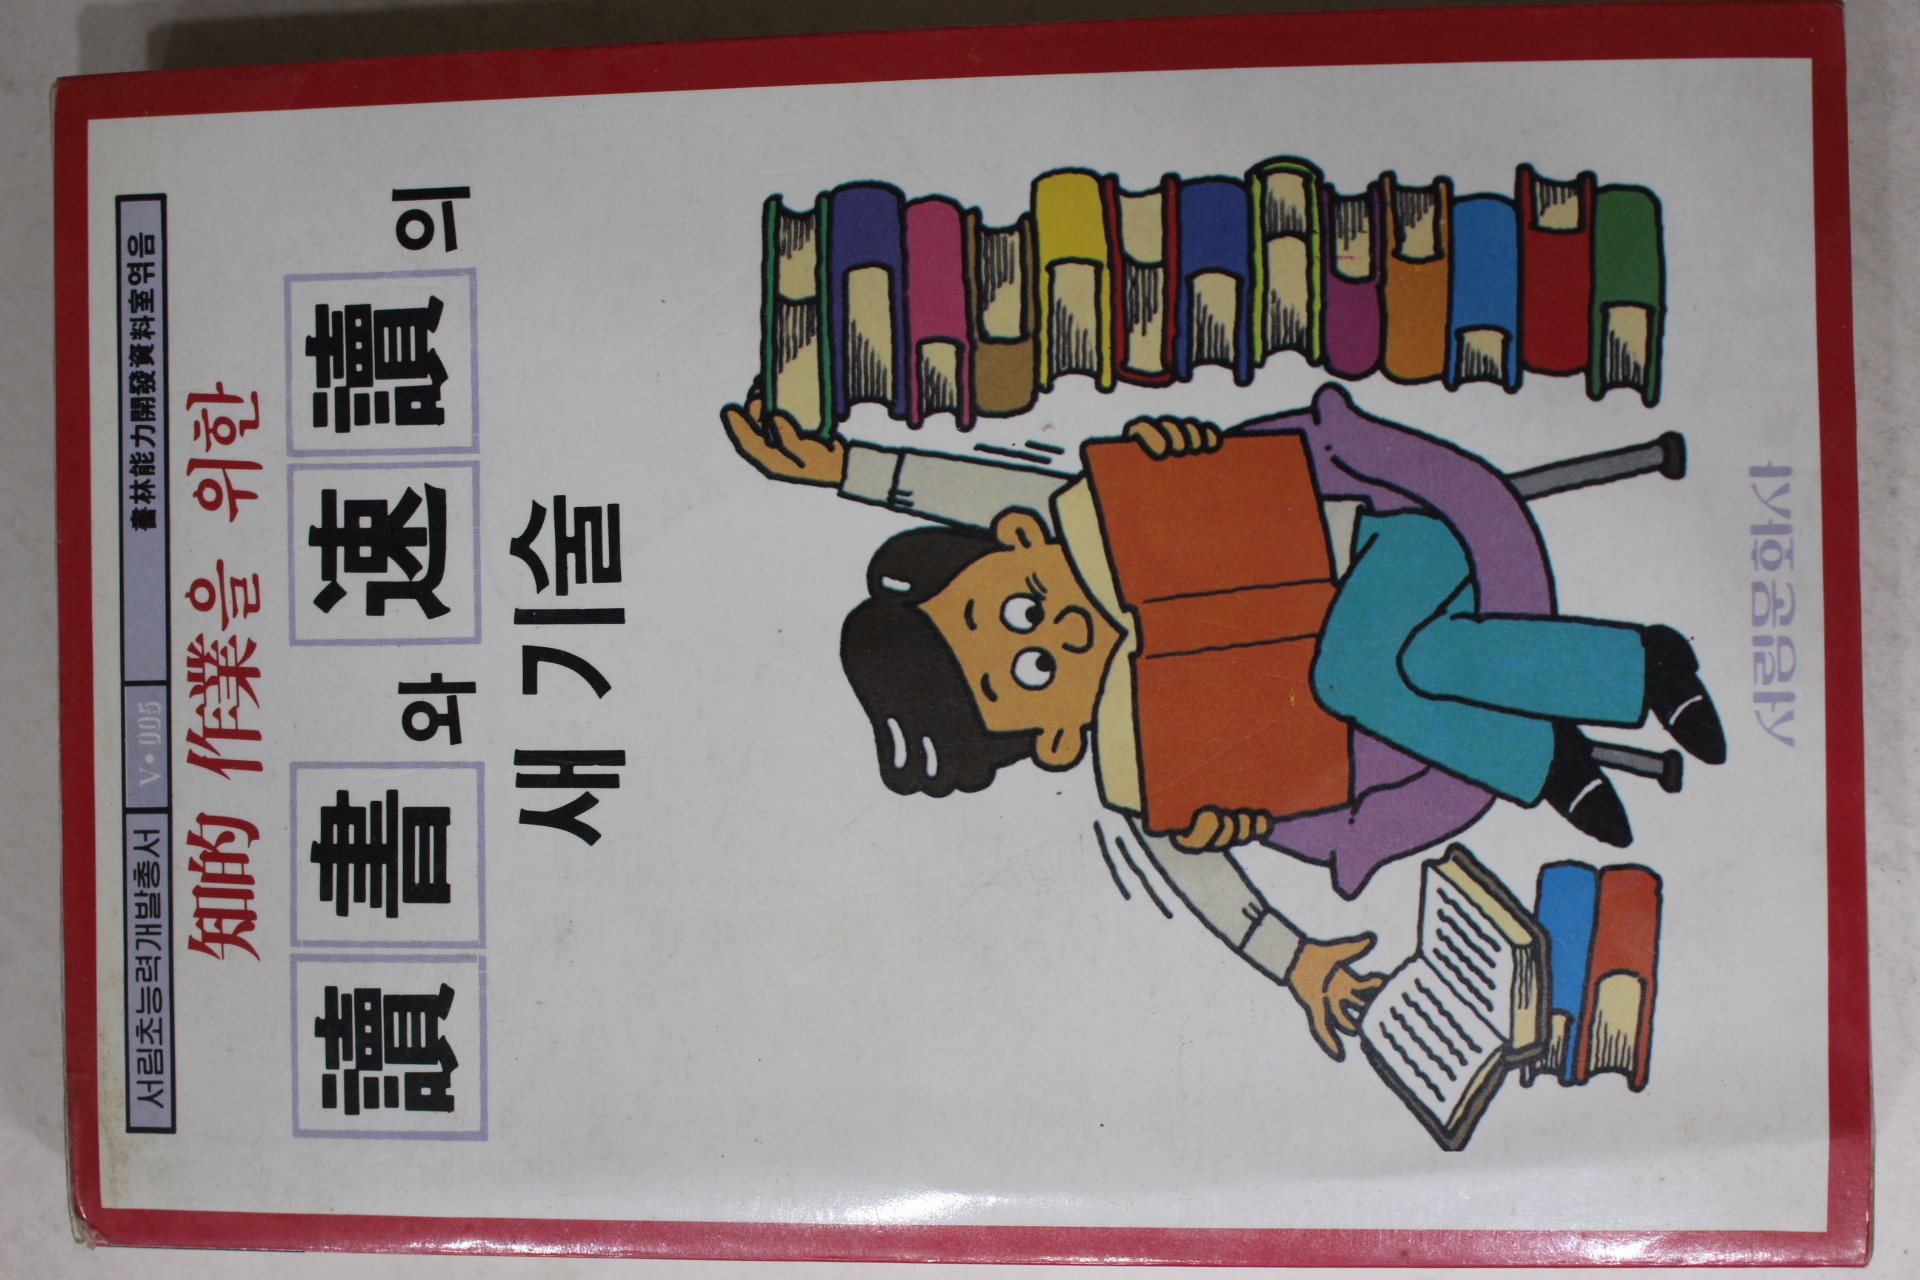 서림초능력개발총서 V•005 書林能力開發資料室엮음
知的 作業을 위한
讀書와 速讀의
새기술
서림문화사